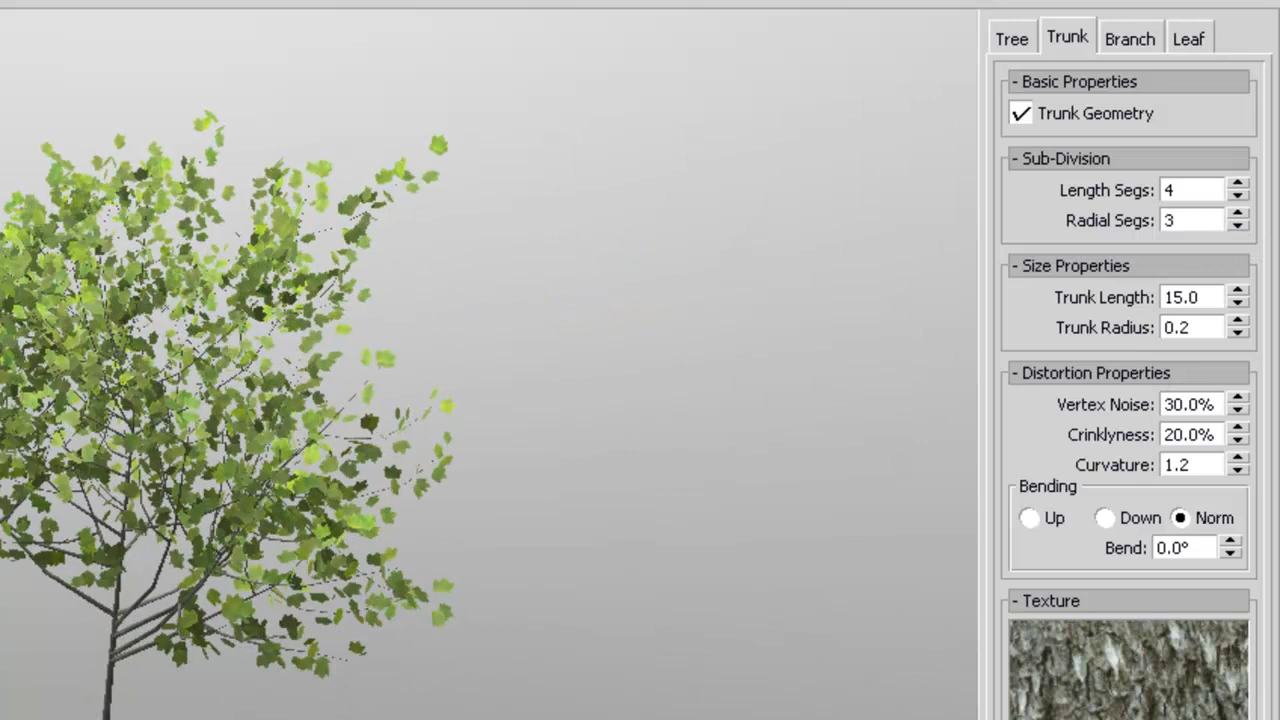 Tree Trunk Branch Leaf
- Basic Properties
Trunk Geometry
- Sub-Division
Length Segs: 4
Radial Segs: 3
- Size Properties
Trunk Length: 15.0
Trunk Radius: 0.2
- Distortion Properties
Vertex Noise: 30.0%
Crinklyness: 20.0%
Curvature: 1.2
Bending
Up Down Norm
Bend: 0.0°
- Texture